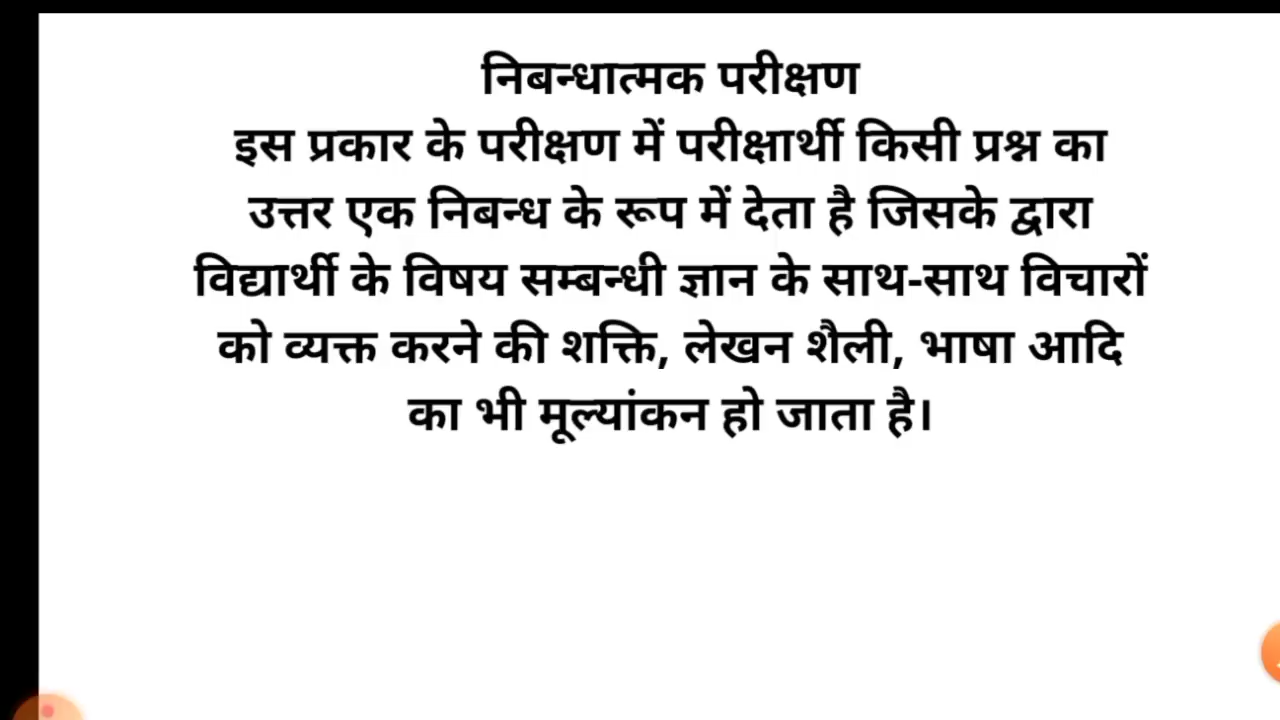 निबन्धात्मक परीक्षण
इस प्रकार के परीक्षण में परीक्षार्थी किसी प्रश्न का
उत्तर एक निबन्ध के रूप में देता है जिसके द्वारा
विद्यार्थी के विषय सम्बन्धी ज्ञान के साथ-साथ विचारों
को व्यक्त करने की शक्ति, लेखन शैली, भाषा आदि
का भी मूल्यांकन हो जाता है।